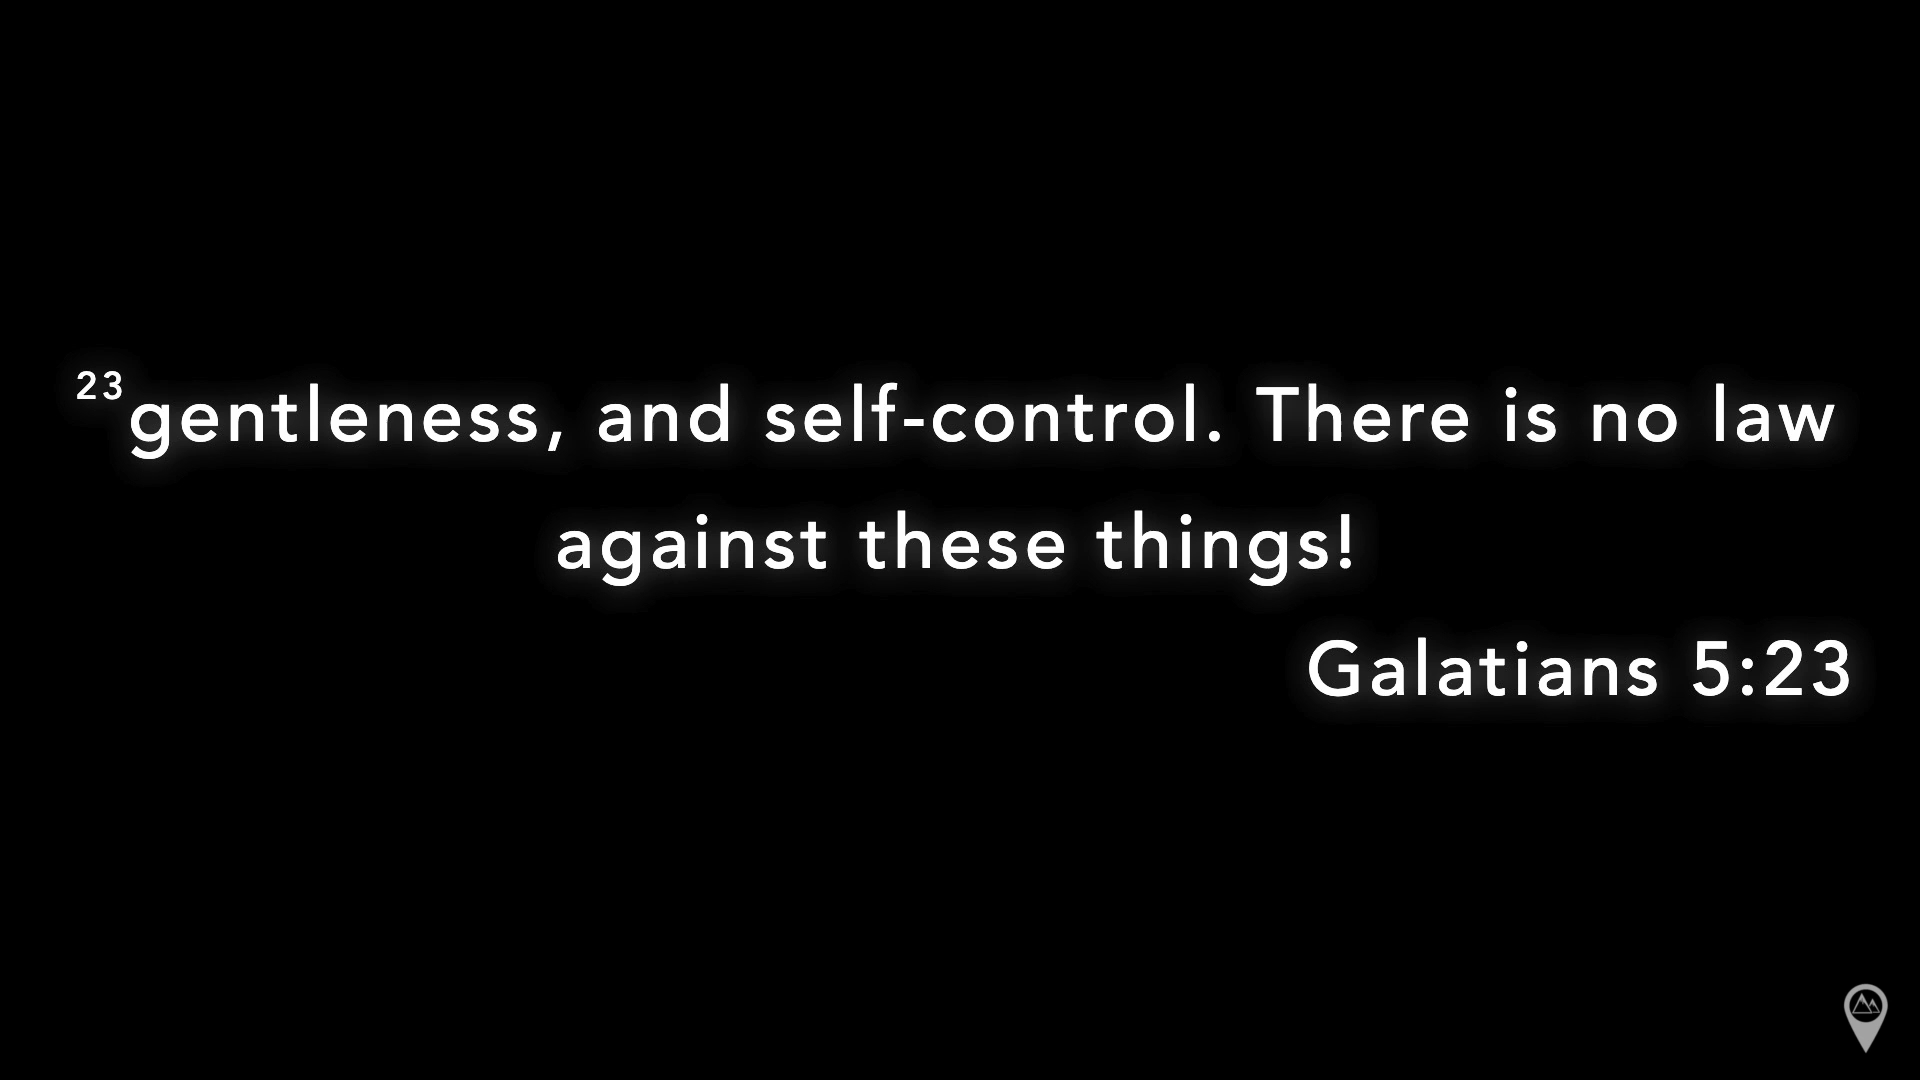 23gentleness, and self-control. There is no law
against these things!
Galatians 5:23